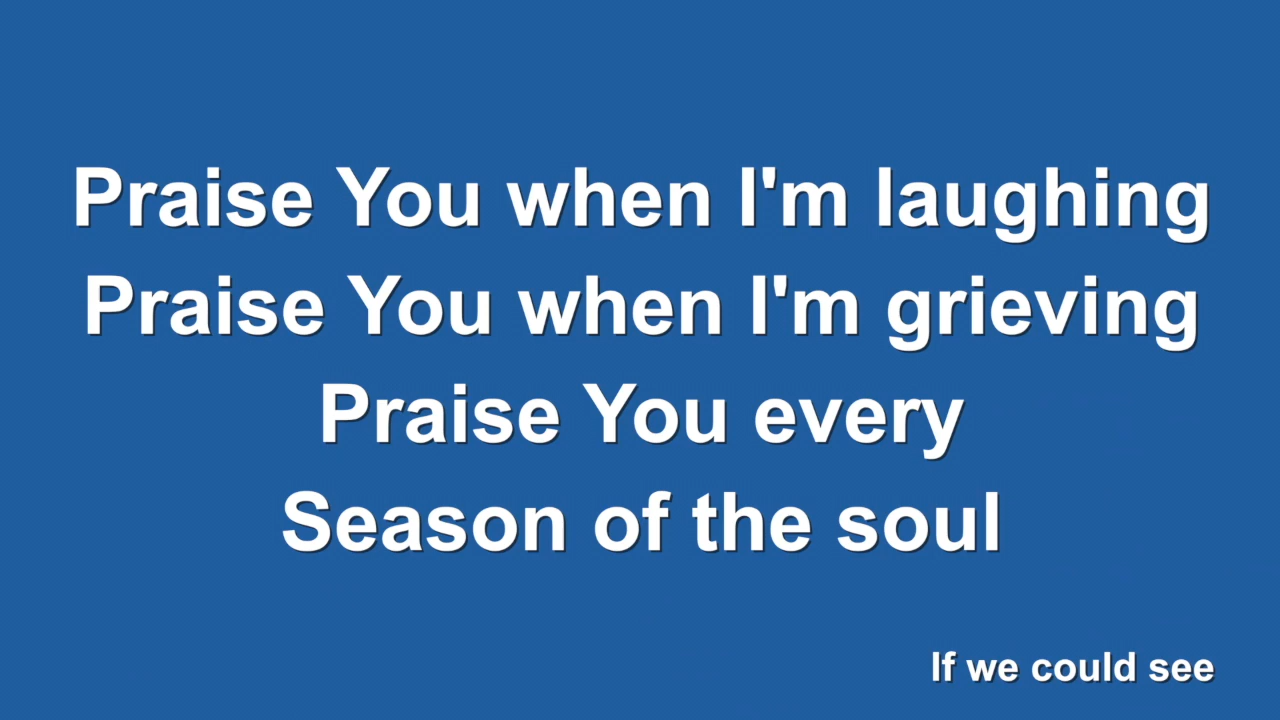 Praise You when I'm laughing
Praise You when I'm grieving
Praise You every
Season of the soul
If we could see